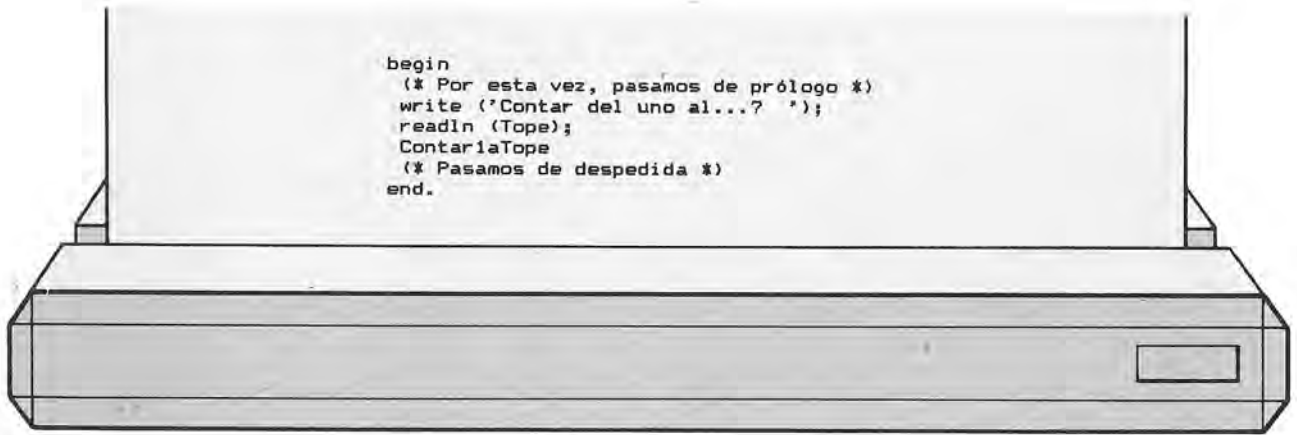 begin
(* Por esta vez, pasamos de prólogo *)
write ('Contar del uno al...? ');
readln (Tope);
Contar1aTope
(* Pasamos de despedida *)
end.